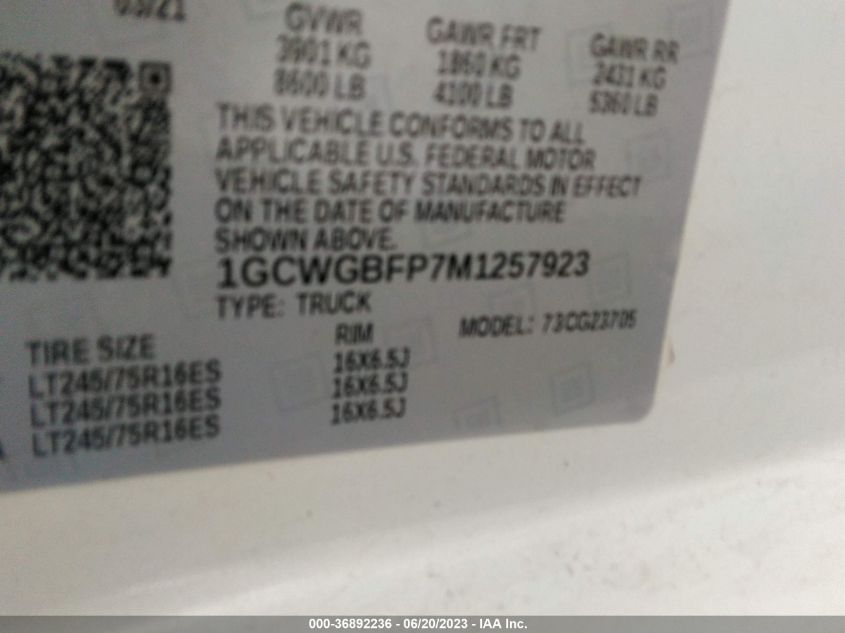 03/21
GVWR GAWR FRT GAWR RR
3901 KG 1860 KG 2431 KG
8600 LB 4100 LB 5360 LB
THIS VEHICLE CONFORMS TO ALL
APPLICABLE U.S. FEDERAL MOTOR
VEHICLE SAFETY STANDARDS IN EFFECT
ON THE DATE OF MANUFACTURE
SHOWN ABOVE.
1GCWGBFP7M1257923
TYPE: TRUCK MODEL: 73CG23705
TIRE SIZE RIM
LT245/75R16ES 16X6.5J
LT245/75R16ES 16X6.5J
LT245/75R16ES 16X6.5J
000-36892236 - 06/20/2023 - IAA Inc.